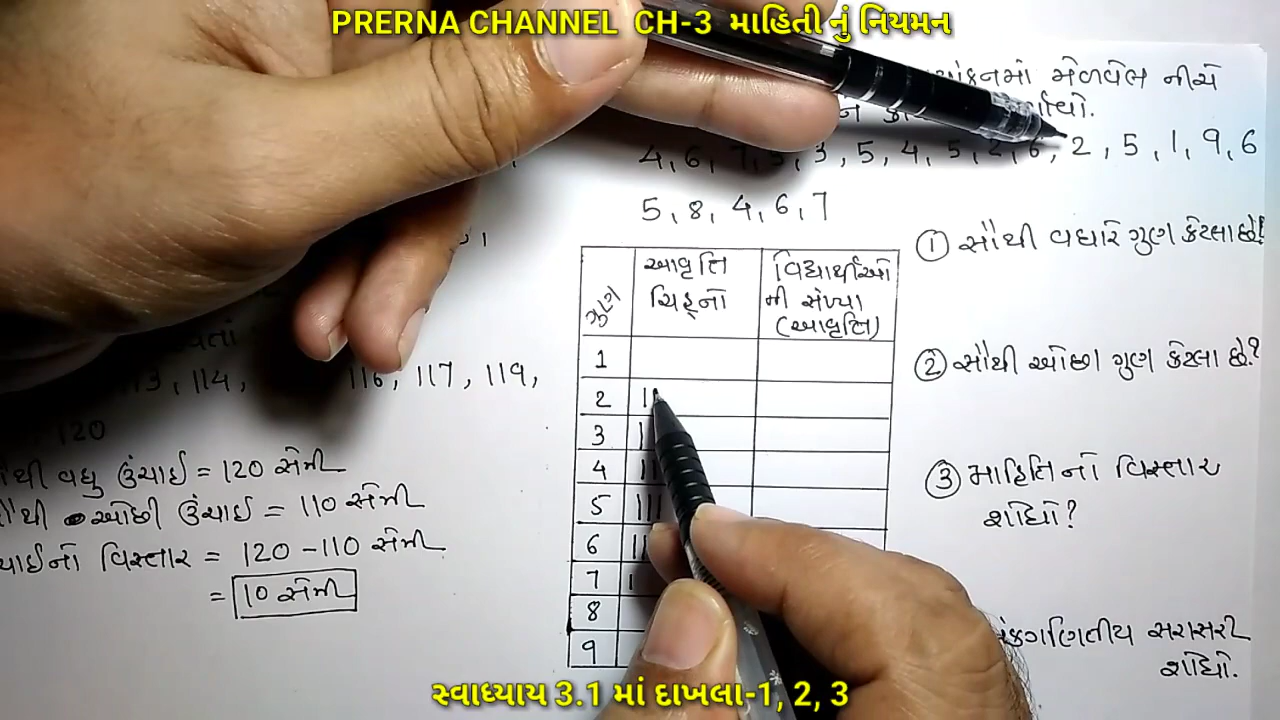 PRERNA CHANNEL CH-3 માહિતી નું નિયમન
મેળવેલ નીચે
4, 6, 7, 5, 3, 5, 4, 5, 2, 6, 2, 5, 1, 9, 6
5, 8, 4, 6, 7
① સૌથી વધારે ગુણ કેટલા છે?
ગુણ
આવૃત્તિ ચિહ્નો
વિદ્યાર્થીઓ ની સંખ્યા (આવૃત્તિ)
1
2
3
4
5
6
7
8
9
② સૌથી ઓછા ગુણ કેટલા છે?
③ માહિતિનો વિસ્તાર
શોધો?
સરાસરી
શોધો.
114, 116, 117, 119,
120
વધુ ઉંચાઇ = 120 સેમી
ઓછી ઉંચાઇ = 110 સેમી
વિસ્તાર = 120 - 110 સેમી
= 10 સેમી
સ્વાધ્યાય 3.1 માં દાખલા-1, 2, 3